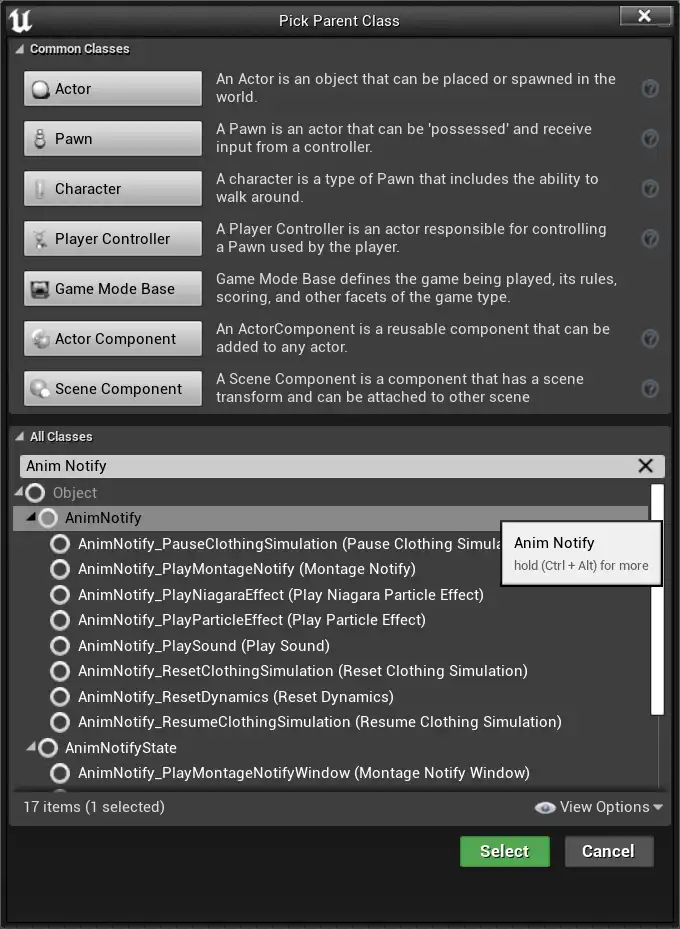 Pick Parent Class
Common Classes
Actor
An Actor is an object that can be placed or spawned in the
world.
Pawn
A Pawn is an actor that can be 'possessed' and receive
input from a controller.
Character
A character is a type of Pawn that includes the ability to
walk around.
Player Controller
A Player Controller is an actor responsible for controlling
a Pawn used by the player.
Game Mode Base
Game Mode Base defines the game being played, its rules,
scoring, and other facets of the game type.
Actor Component
An ActorComponent is a reusable component that can be
added to any actor.
Scene Component
A Scene Component is a component that has a scene
transform and can be attached to other scene
All Classes
Anim Notify
Object
AnimNotify
AnimNotify_PauseClothingSimulation (Pause Clothing Simula
Anim Notify
hold (Ctrl + Alt) for more
AnimNotify_PlayMontageNotify (Montage Notify)
AnimNotify_PlayNiagaraEffect (Play Niagara Particle Effect)
AnimNotify_PlayParticleEffect (Play Particle Effect)
AnimNotify_PlaySound (Play Sound)
AnimNotify_ResetClothingSimulation (Reset Clothing Simulation)
AnimNotify_ResetDynamics (Reset Dynamics)
AnimNotify_ResumeClothingSimulation (Resume Clothing Simulation)
AnimNotifyState
AnimNotify_PlayMontageNotifyWindow (Montage Notify Window)
17 items (1 selected)
View Options
Select
Cancel